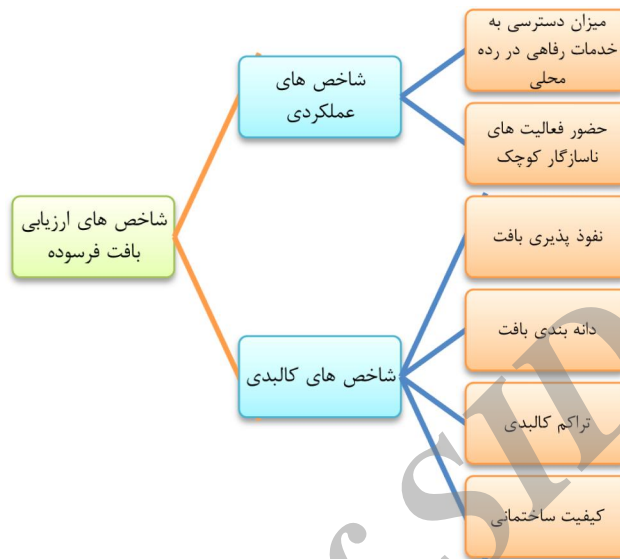 شاخص های ارزیابی
بافت فرسوده
شاخص های
عملکردی
میزان دسترسی به
خدمات رفاهی در رده
محلی
حضور فعالیت های
ناسازگار کوچک
شاخص های کالبدی
نفوذ پذیری بافت
دانه بندی بافت
تراکم کالبدی
کیفیت ساختمانی
SID